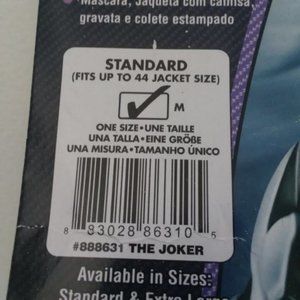 Máscara, Jaqueta com camisa,
gravata e colete estampado
STANDARD
(FITS UP TO 44 JACKET SIZE)
M
ONE SIZE • UNE TAILLE
UNA TALLA • EINE GRÖßE
UNA MISURA • TAMANHO ÚNICO
8 83028 86310 5
#888631 THE JOKER
Available in Sizes:
Standard & Extra Large